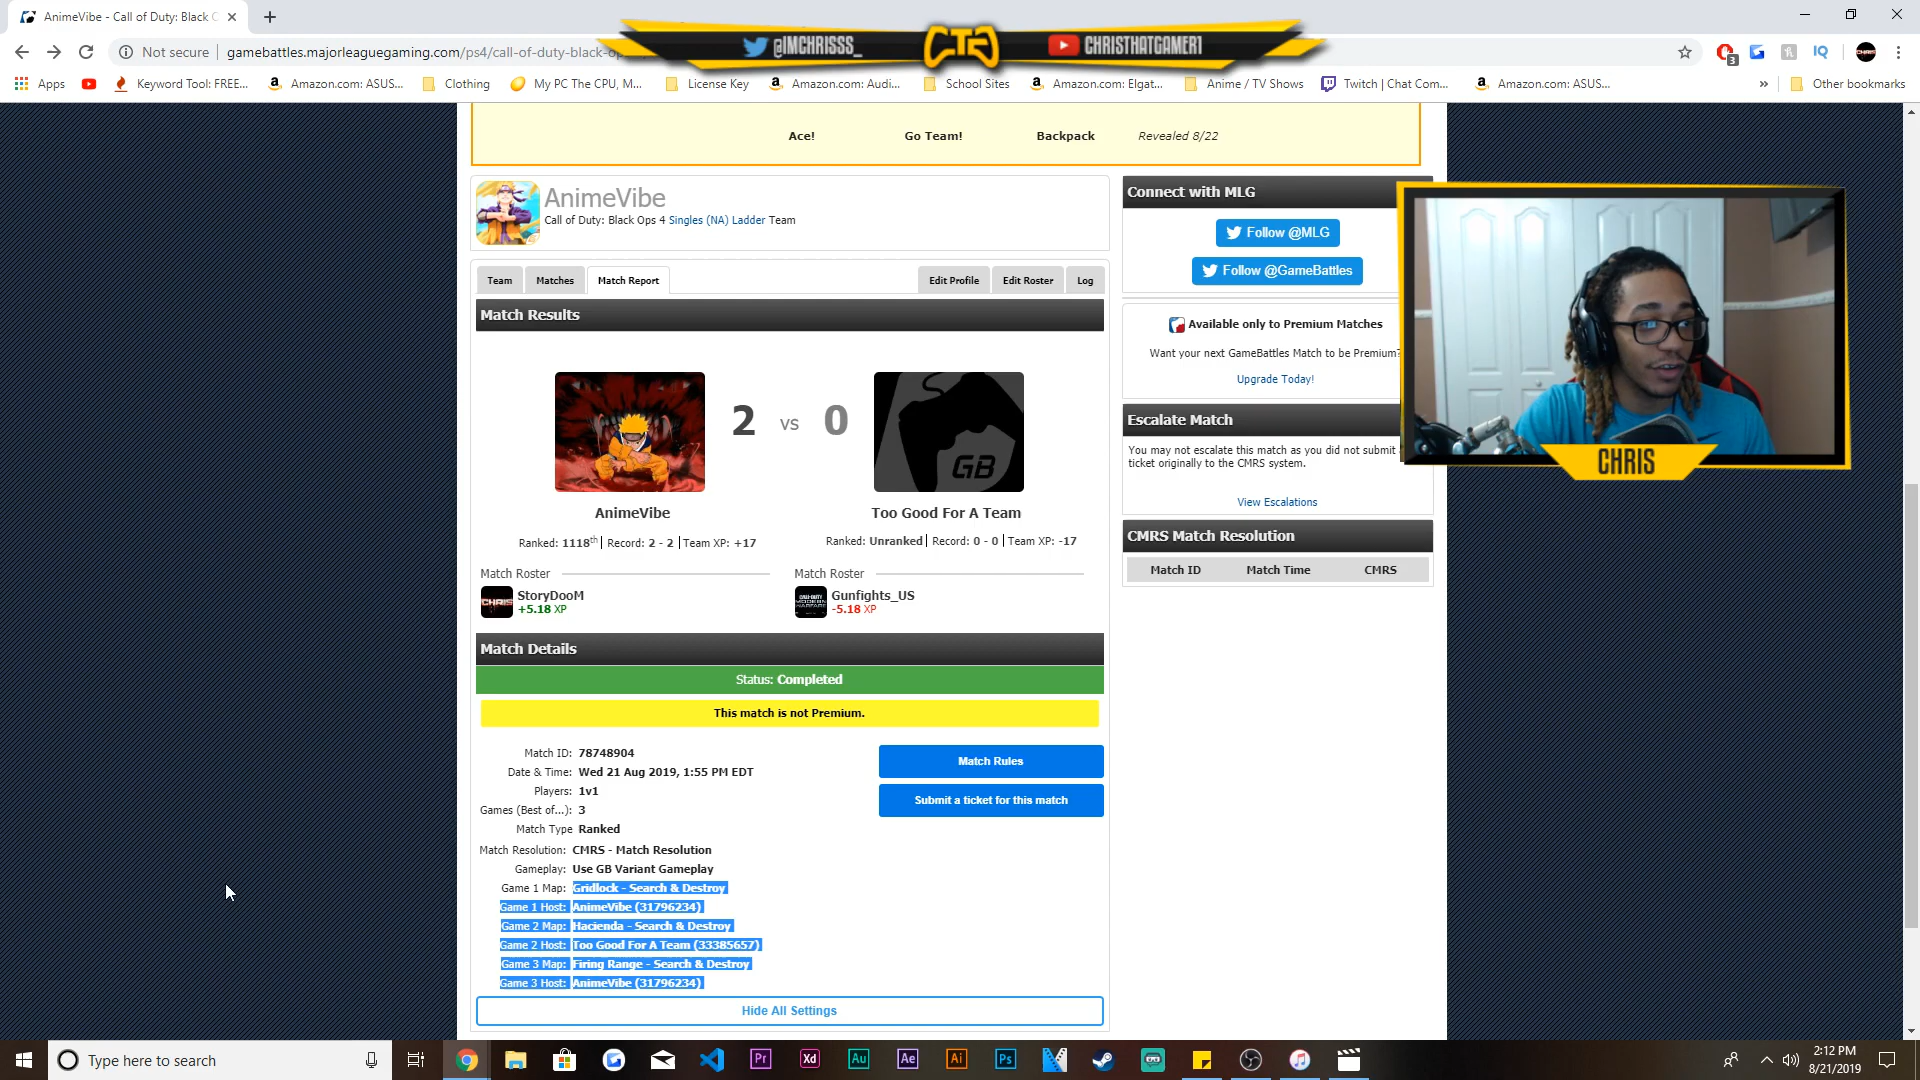 AnimeVibe - Call of Duty: Black C
Not secure
gamebattles.majorleaguegaming.com/ps4/call-of-duty-black-o
@IMCHRISSS_
CTG
CHRISTHATGAMER1
3
IQ
Apps
Keyword Tool: FREE...
Amazon.com: ASUS...
Clothing
My PC The CPU, M...
License Key
Amazon.com: Audi...
School Sites
Amazon.com: Elgat...
Anime / TV Shows
Twitch | Chat Com...
Amazon.com: ASUS...
Other bookmarks
Ace!
Go Team!
Backpack
Revealed 8/22
AnimeVibe
Call of Duty: Black Ops 4 Singles (NA) Ladder Team
Team
Matches
Match Report
Edit Profile
Edit Roster
Log
Match Results
2 vs 0
GB
AnimeVibe
Too Good For A Team
Ranked: 1118th | Record: 2 - 2 | Team XP: +17
Ranked: Unranked | Record: 0 - 0 | Team XP: -17
Match Roster
Match Roster
CHRIS
StoryDooM
+5.18 XP
Gunfights_US
-5.18 XP
Match Details
Status: Completed
This match is not Premium.
Match ID: 78748904
Date & Time: Wed 21 Aug 2019, 1:55 PM EDT
Players: 1v1
Games (Best of...): 3
Match Type Ranked
Match Resolution: CMRS - Match Resolution
Gameplay: Use GB Variant Gameplay
Game 1 Map: Gridlock - Search & Destroy
Game 1 Host: AnimeVibe (31796234)
Game 2 Map: Hacienda - Search & Destroy
Game 2 Host: Too Good For A Team (33385657)
Game 3 Map: Firing Range - Search & Destroy
Game 3 Host: AnimeVibe (31796234)
Match Rules
Submit a ticket for this match
Hide All Settings
Connect with MLG
Follow @MLG
Follow @GameBattles
Available only to Premium Matches
Want your next GameBattles Match to be Premium?
Upgrade Today!
Escalate Match
You may not escalate this match as you did not submit
ticket originally to the CMRS system.
View Escalations
CMRS Match Resolution
Match ID
Match Time
CMRS
CHRIS
Type here to search
Pr
Xd
Au
Ae
Ai
Ps
2:12 PM
8/21/2019